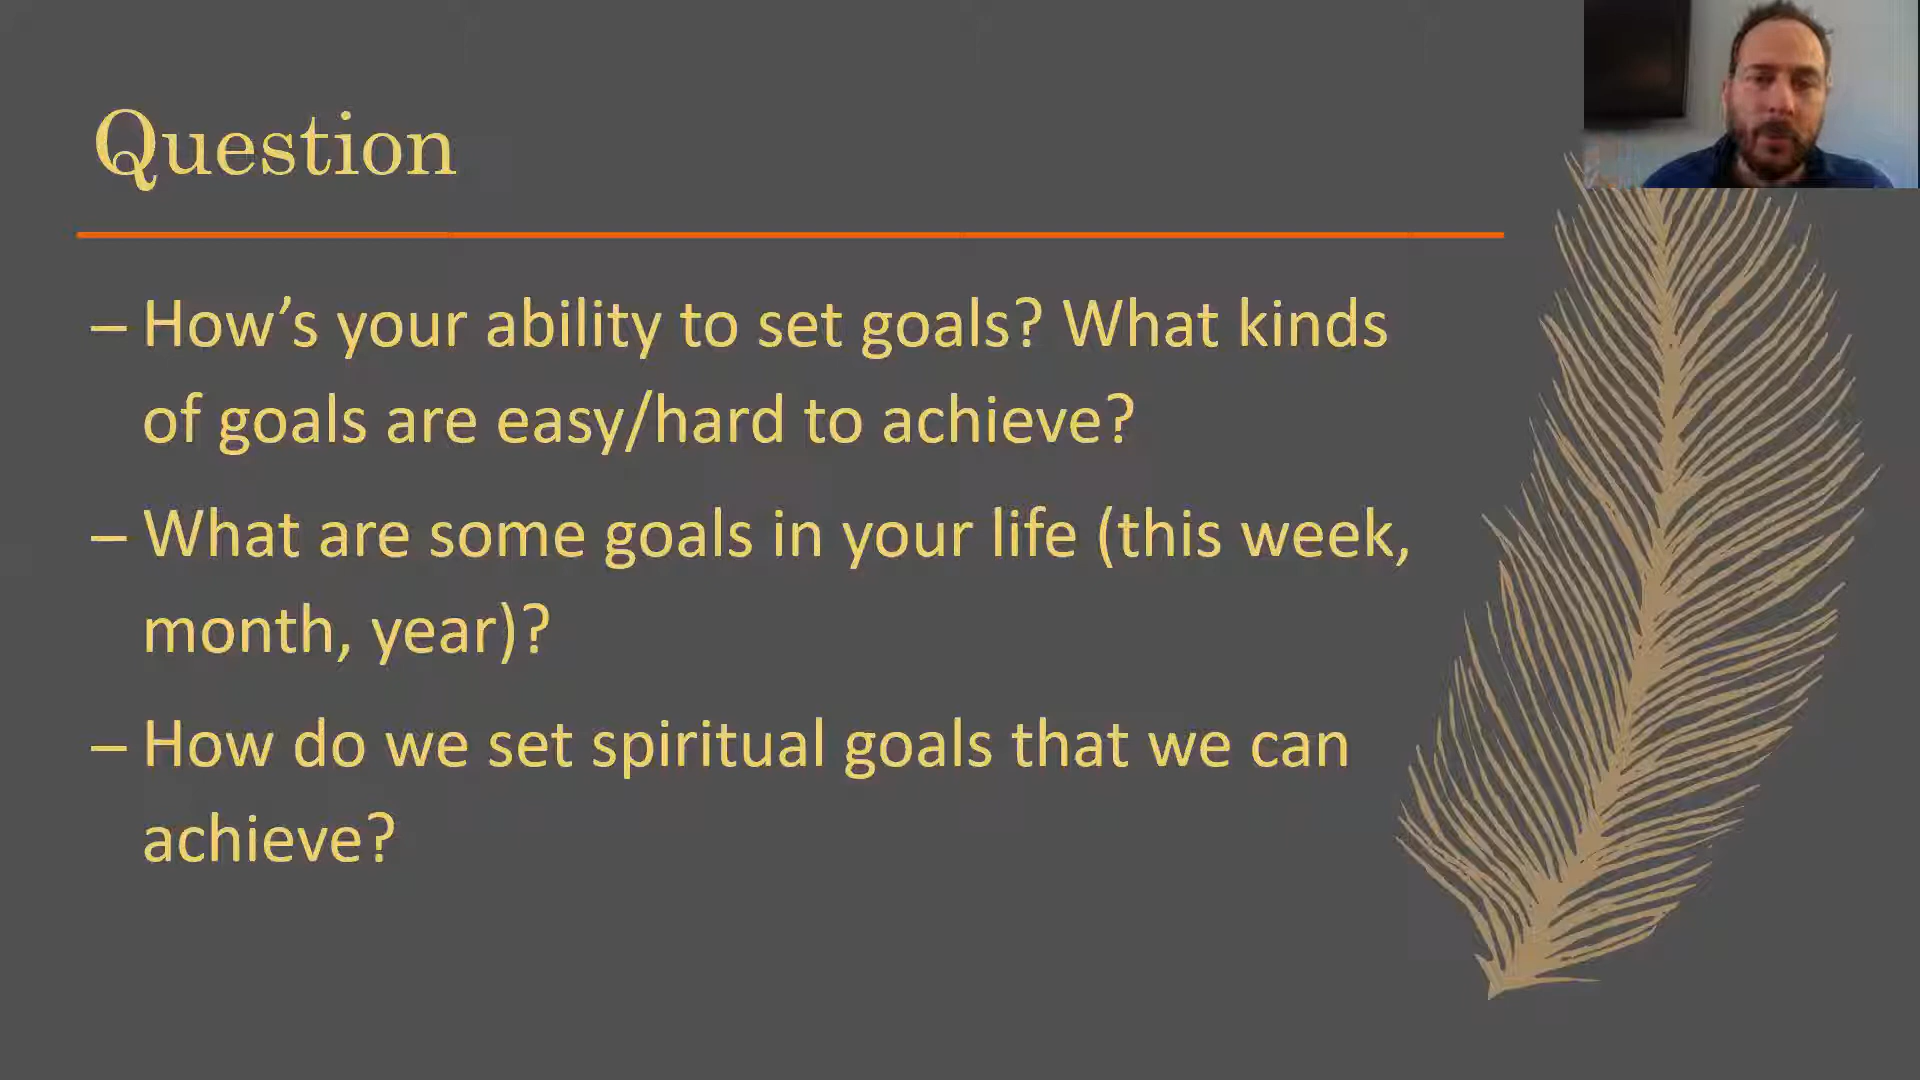 Question
– How’s your ability to set goals? What kinds
of goals are easy/hard to achieve?
– What are some goals in your life (this week,
month, year)?
– How do we set spiritual goals that we can
achieve?